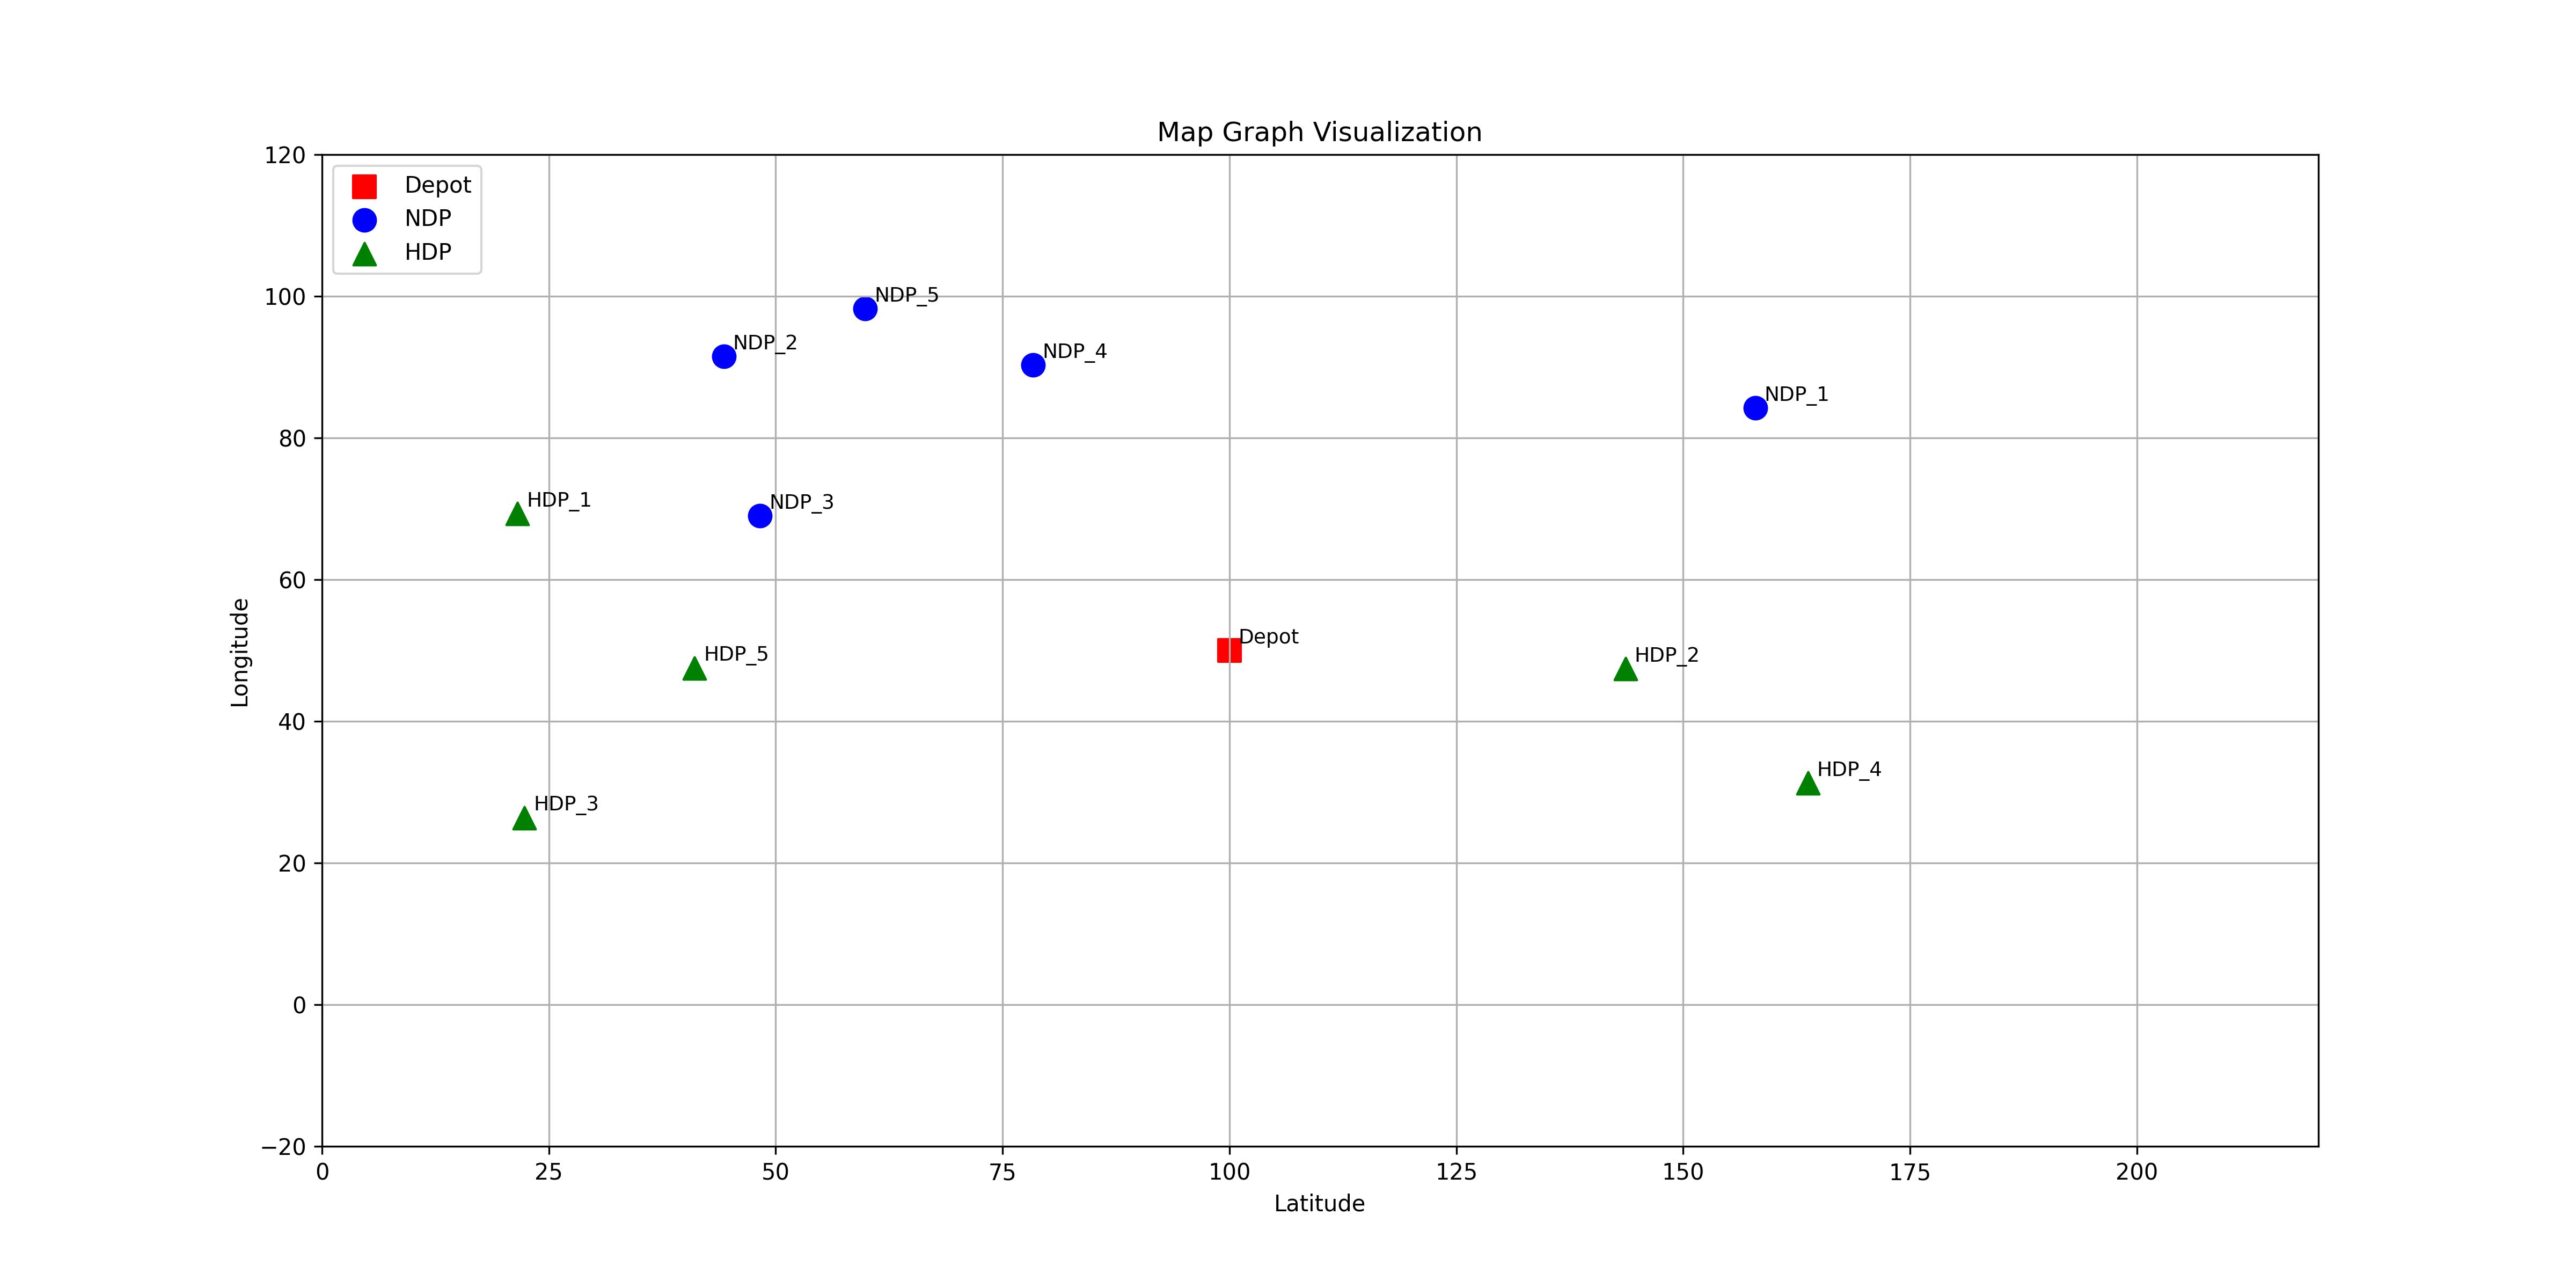 Map Graph Visualization
120
100
80
60
40
20
0
−20
Longitude
Depot
NDP
HDP
NDP_5
NDP_2
NDP_4
NDP_1
HDP_1
NDP_3
Depot
HDP_5
HDP_2
HDP_4
HDP_3
0
25
50
75
100
125
150
175
200
Latitude